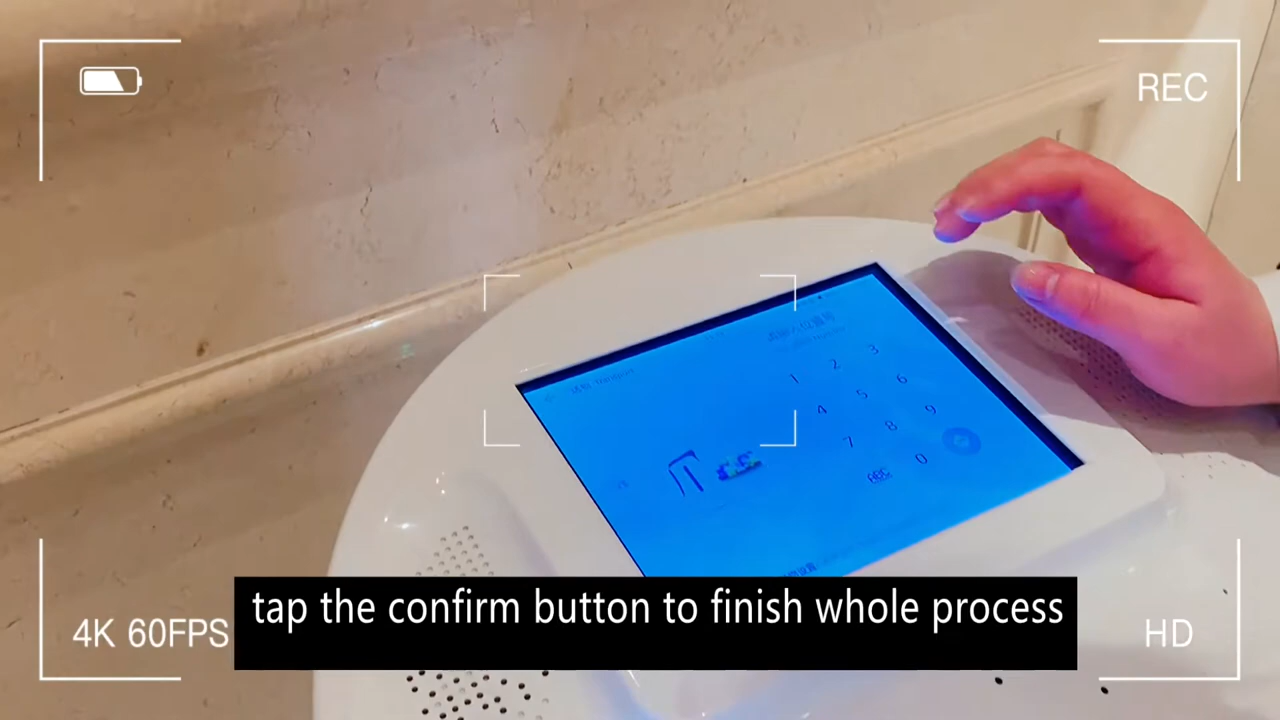 REC
1 2 3
4 5 6
7 8 9
ABC 0
4K 60FPS
tap the confirm button to finish whole process
HD